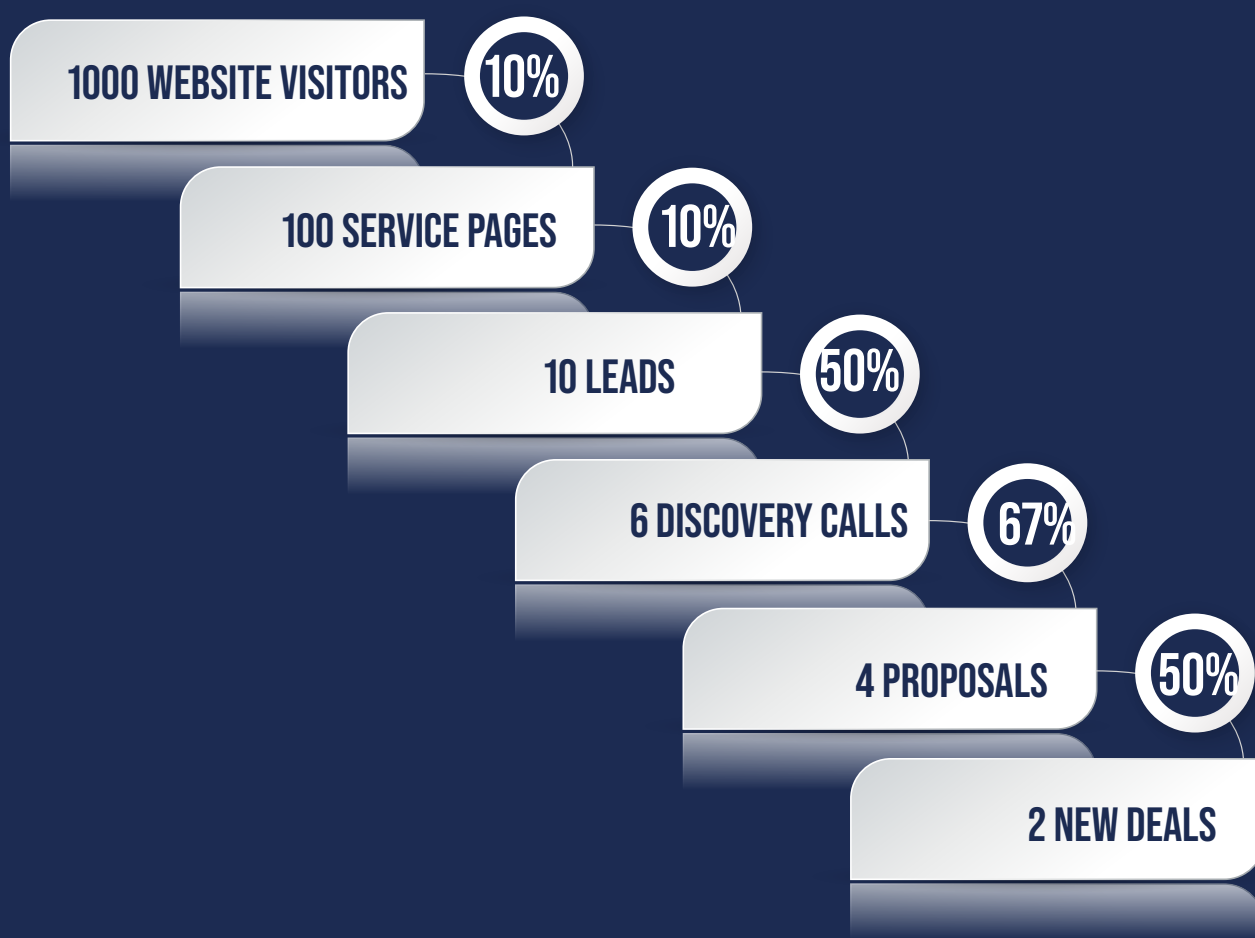 1000 WEBSITE VISITORS
10%
100 SERVICE PAGES
10%
10 LEADS
50%
6 DISCOVERY CALLS
67%
4 PROPOSALS
50%
2 NEW DEALS